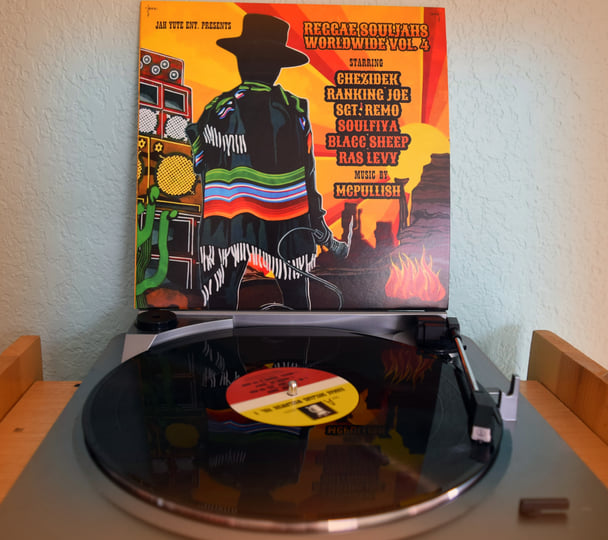 JAH YUTE ENT. PRESENTS
REGGAE SOULJAHS
WORLDWIDE VOL. 4
STARRING
CHEZIDEK
RANKING JOE
SGT. REMO
SOULFIYA
BLACC SHEEP
RAS LEVY
MUSIC BY
MCPULLISH
A